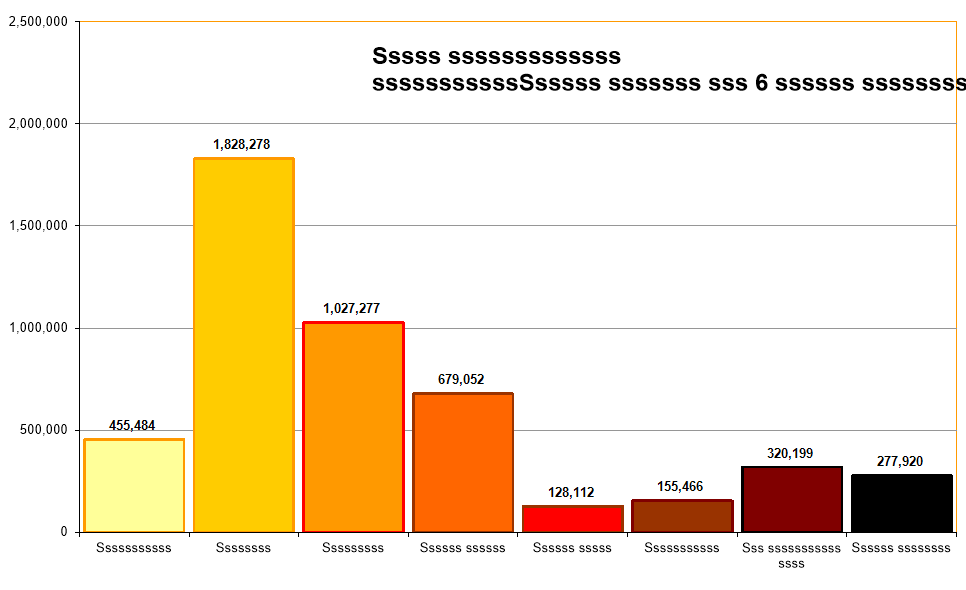 2,500,000
Sssss sssssssssssss
sssssssssssSsssss sssssss sss 6 ssssss ssssssss
2,000,000
1,828,278
1,500,000
1,027,277
1,000,000
679,052
500,000
455,484
320,199
277,920
155,466
128,112
0
Sssssssssss
Ssssssss
Sssssssss
Ssssss ssssss
Ssssss sssss
Sssssssssss
Sss sssssssssss
ssss
Ssssss ssssssss